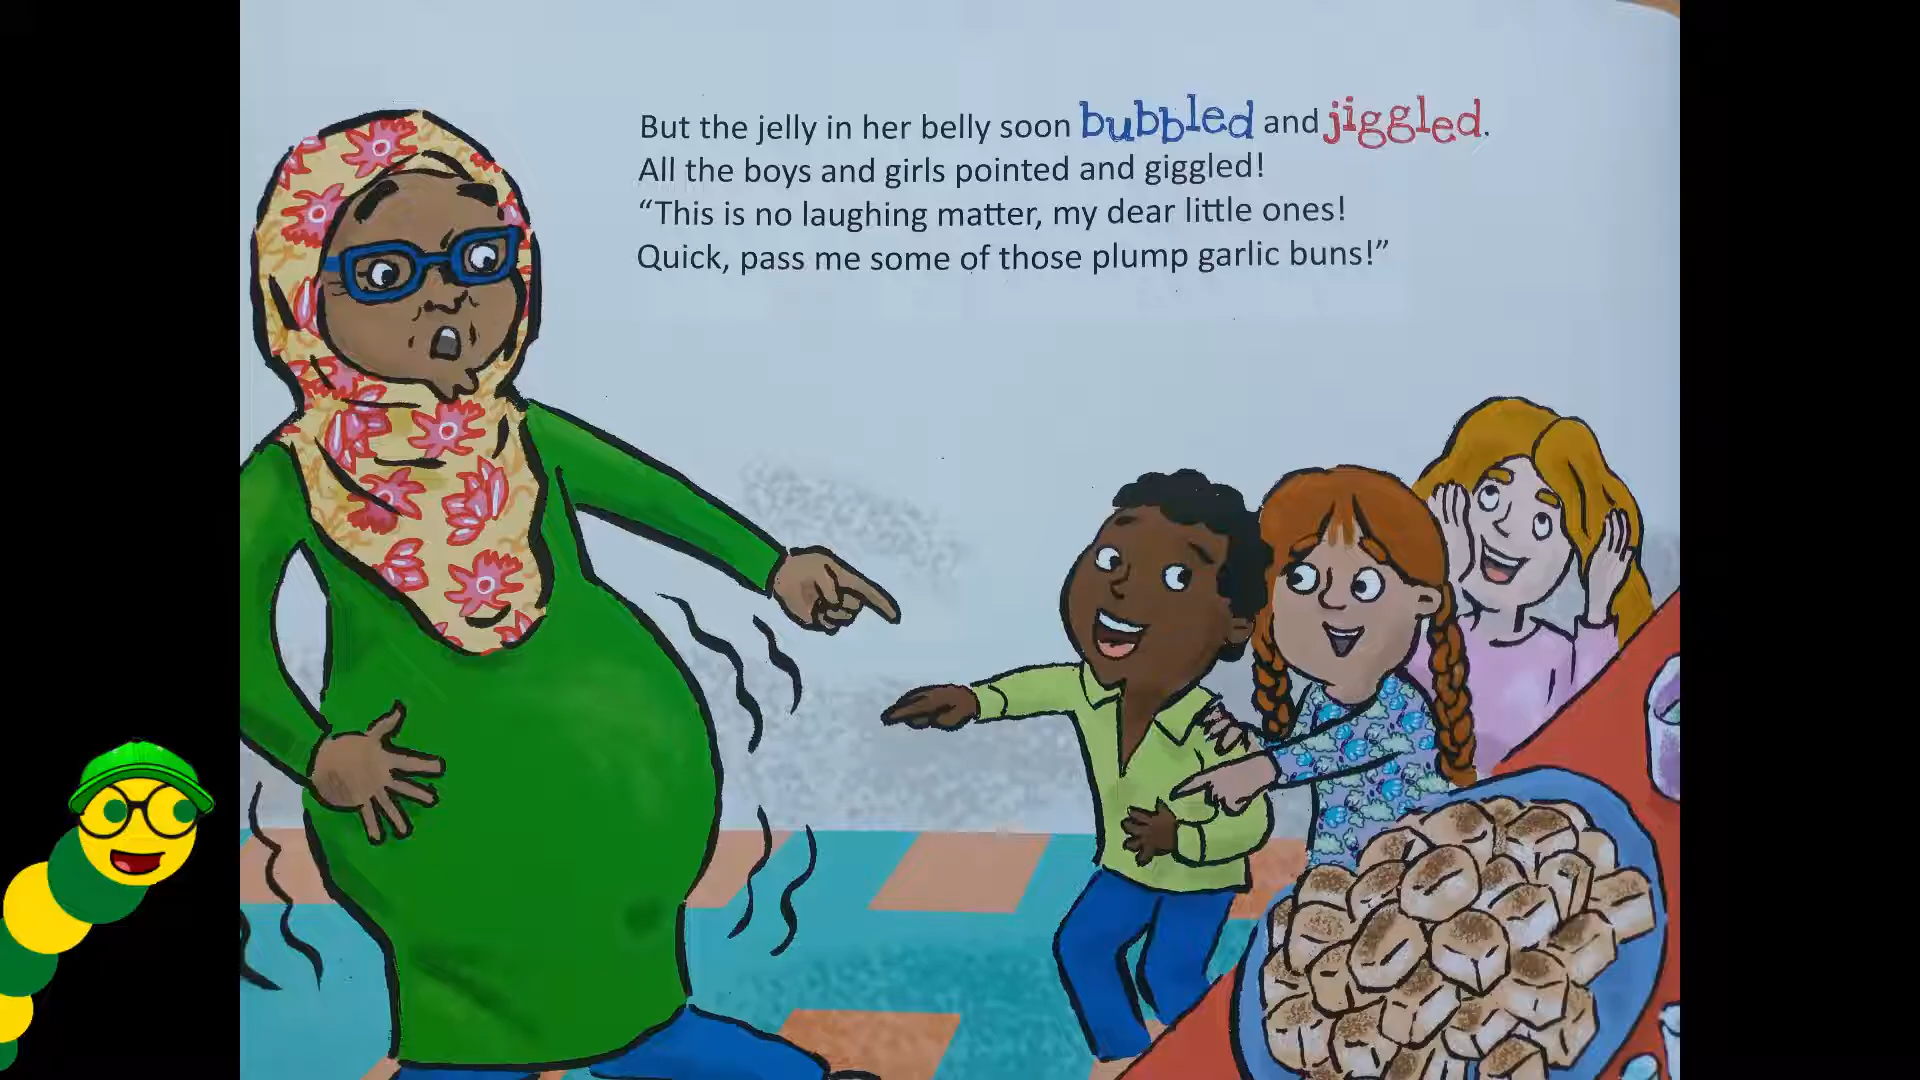 But the jelly in her belly soon bubbled and jiggled.
All the boys and girls pointed and giggled!
“This is no laughing matter, my dear little ones!
Quick, pass me some of those plump garlic buns!”